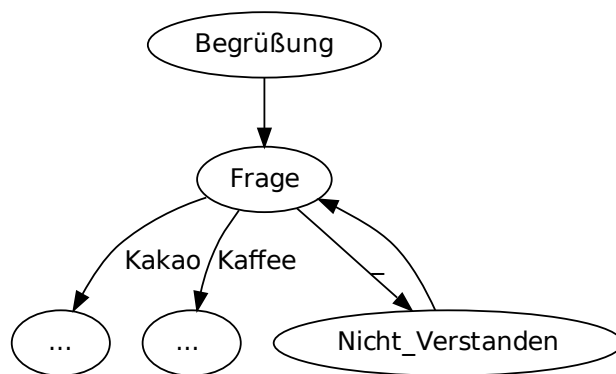 Begrüßung
Frage
Kakao
Kaffee
_
...
...
Nicht_Verstanden